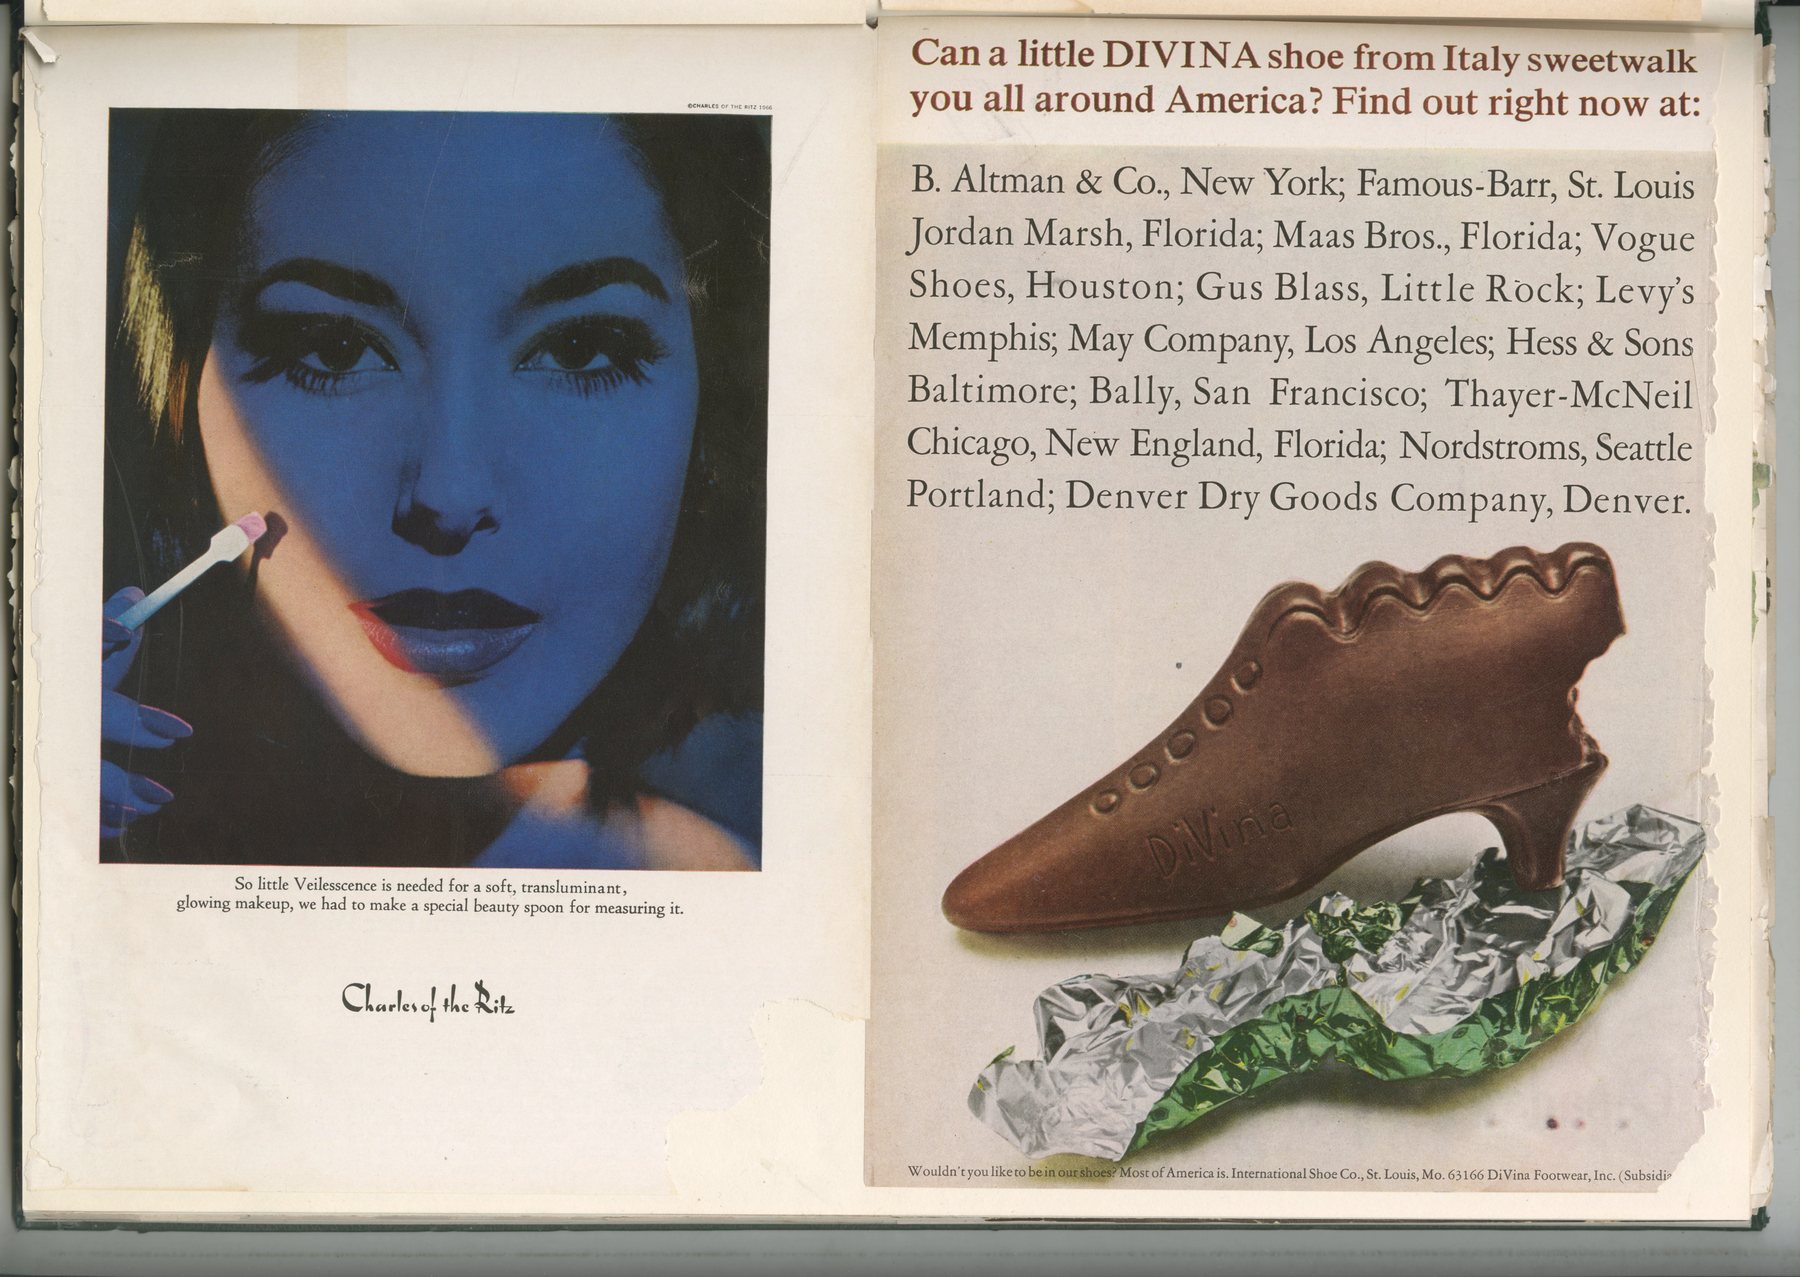 ©CHARLES OF THE RITZ 1966
So little Veilesscence is needed for a soft, transluminant,
glowing makeup, we had to make a special beauty spoon for measuring it.
Charles of the Ritz
Can a little DIVINA shoe from Italy sweetwalk
you all around America? Find out right now at:
B. Altman & Co., New York; Famous-Barr, St. Louis
Jordan Marsh, Florida; Maas Bros., Florida; Vogue
Shoes, Houston; Gus Blass, Little Rock; Levy's
Memphis; May Company, Los Angeles; Hess & Sons
Baltimore; Bally, San Francisco; Thayer-McNeil
Chicago, New England, Florida; Nordstroms, Seattle
Portland; Denver Dry Goods Company, Denver.
DiVina
Wouldn't you like to be in our shoes? Most of America is. International Shoe Co., St. Louis, Mo. 63166 DiVina Footwear, Inc. (Subsidia